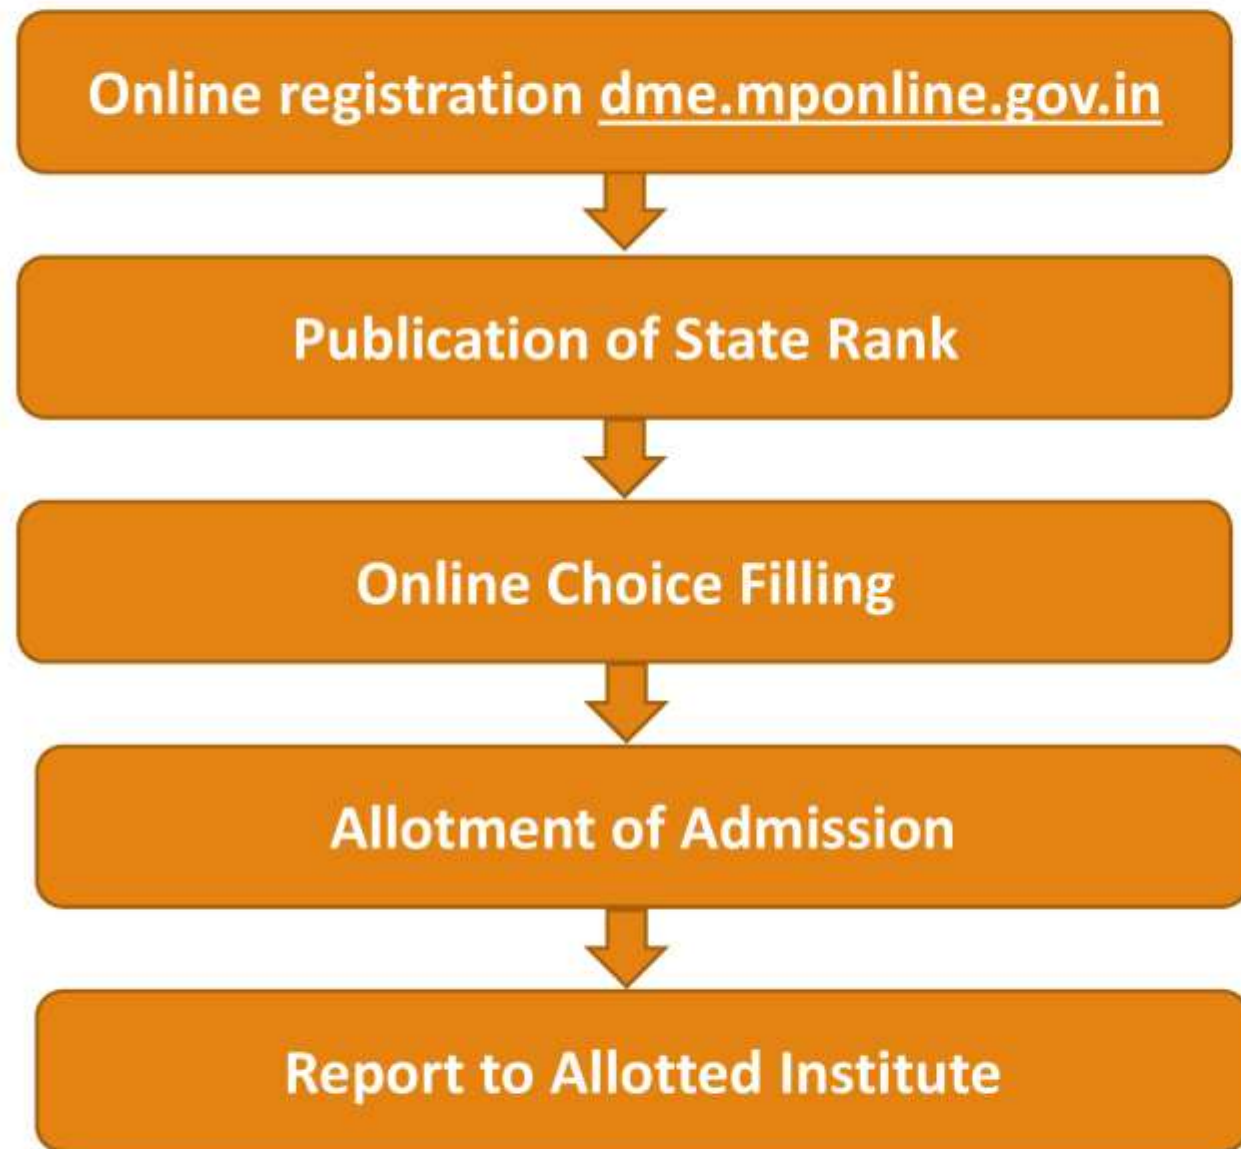 Online registration dme.mponline.gov.in
Publication of State Rank
Online Choice Filling
Allotment of Admission
Report to Allotted Institute